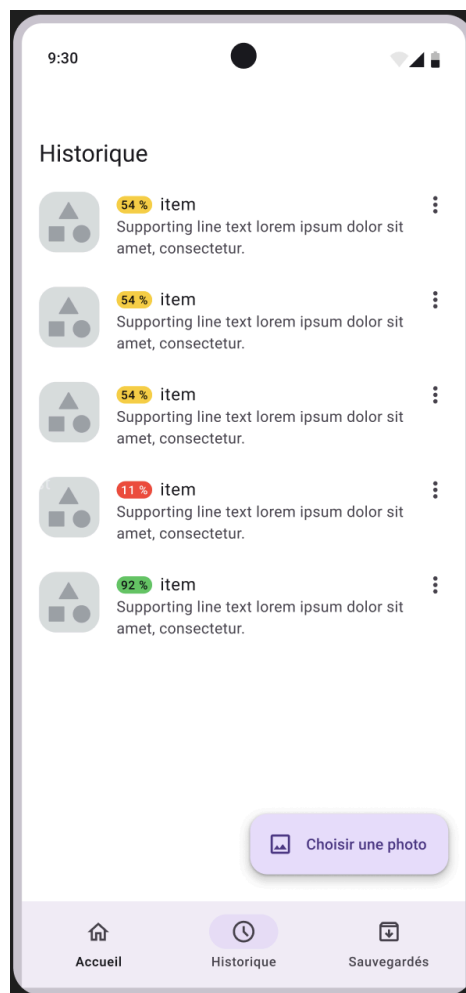 9:30
Historique
54 % item
Supporting line text lorem ipsum dolor sit
amet, consectetur.
54 % item
Supporting line text lorem ipsum dolor sit
amet, consectetur.
54 % item
Supporting line text lorem ipsum dolor sit
amet, consectetur.
11 % item
Supporting line text lorem ipsum dolor sit
amet, consectetur.
92 % item
Supporting line text lorem ipsum dolor sit
amet, consectetur.
Choisir une photo
Accueil Historique Sauvegardés